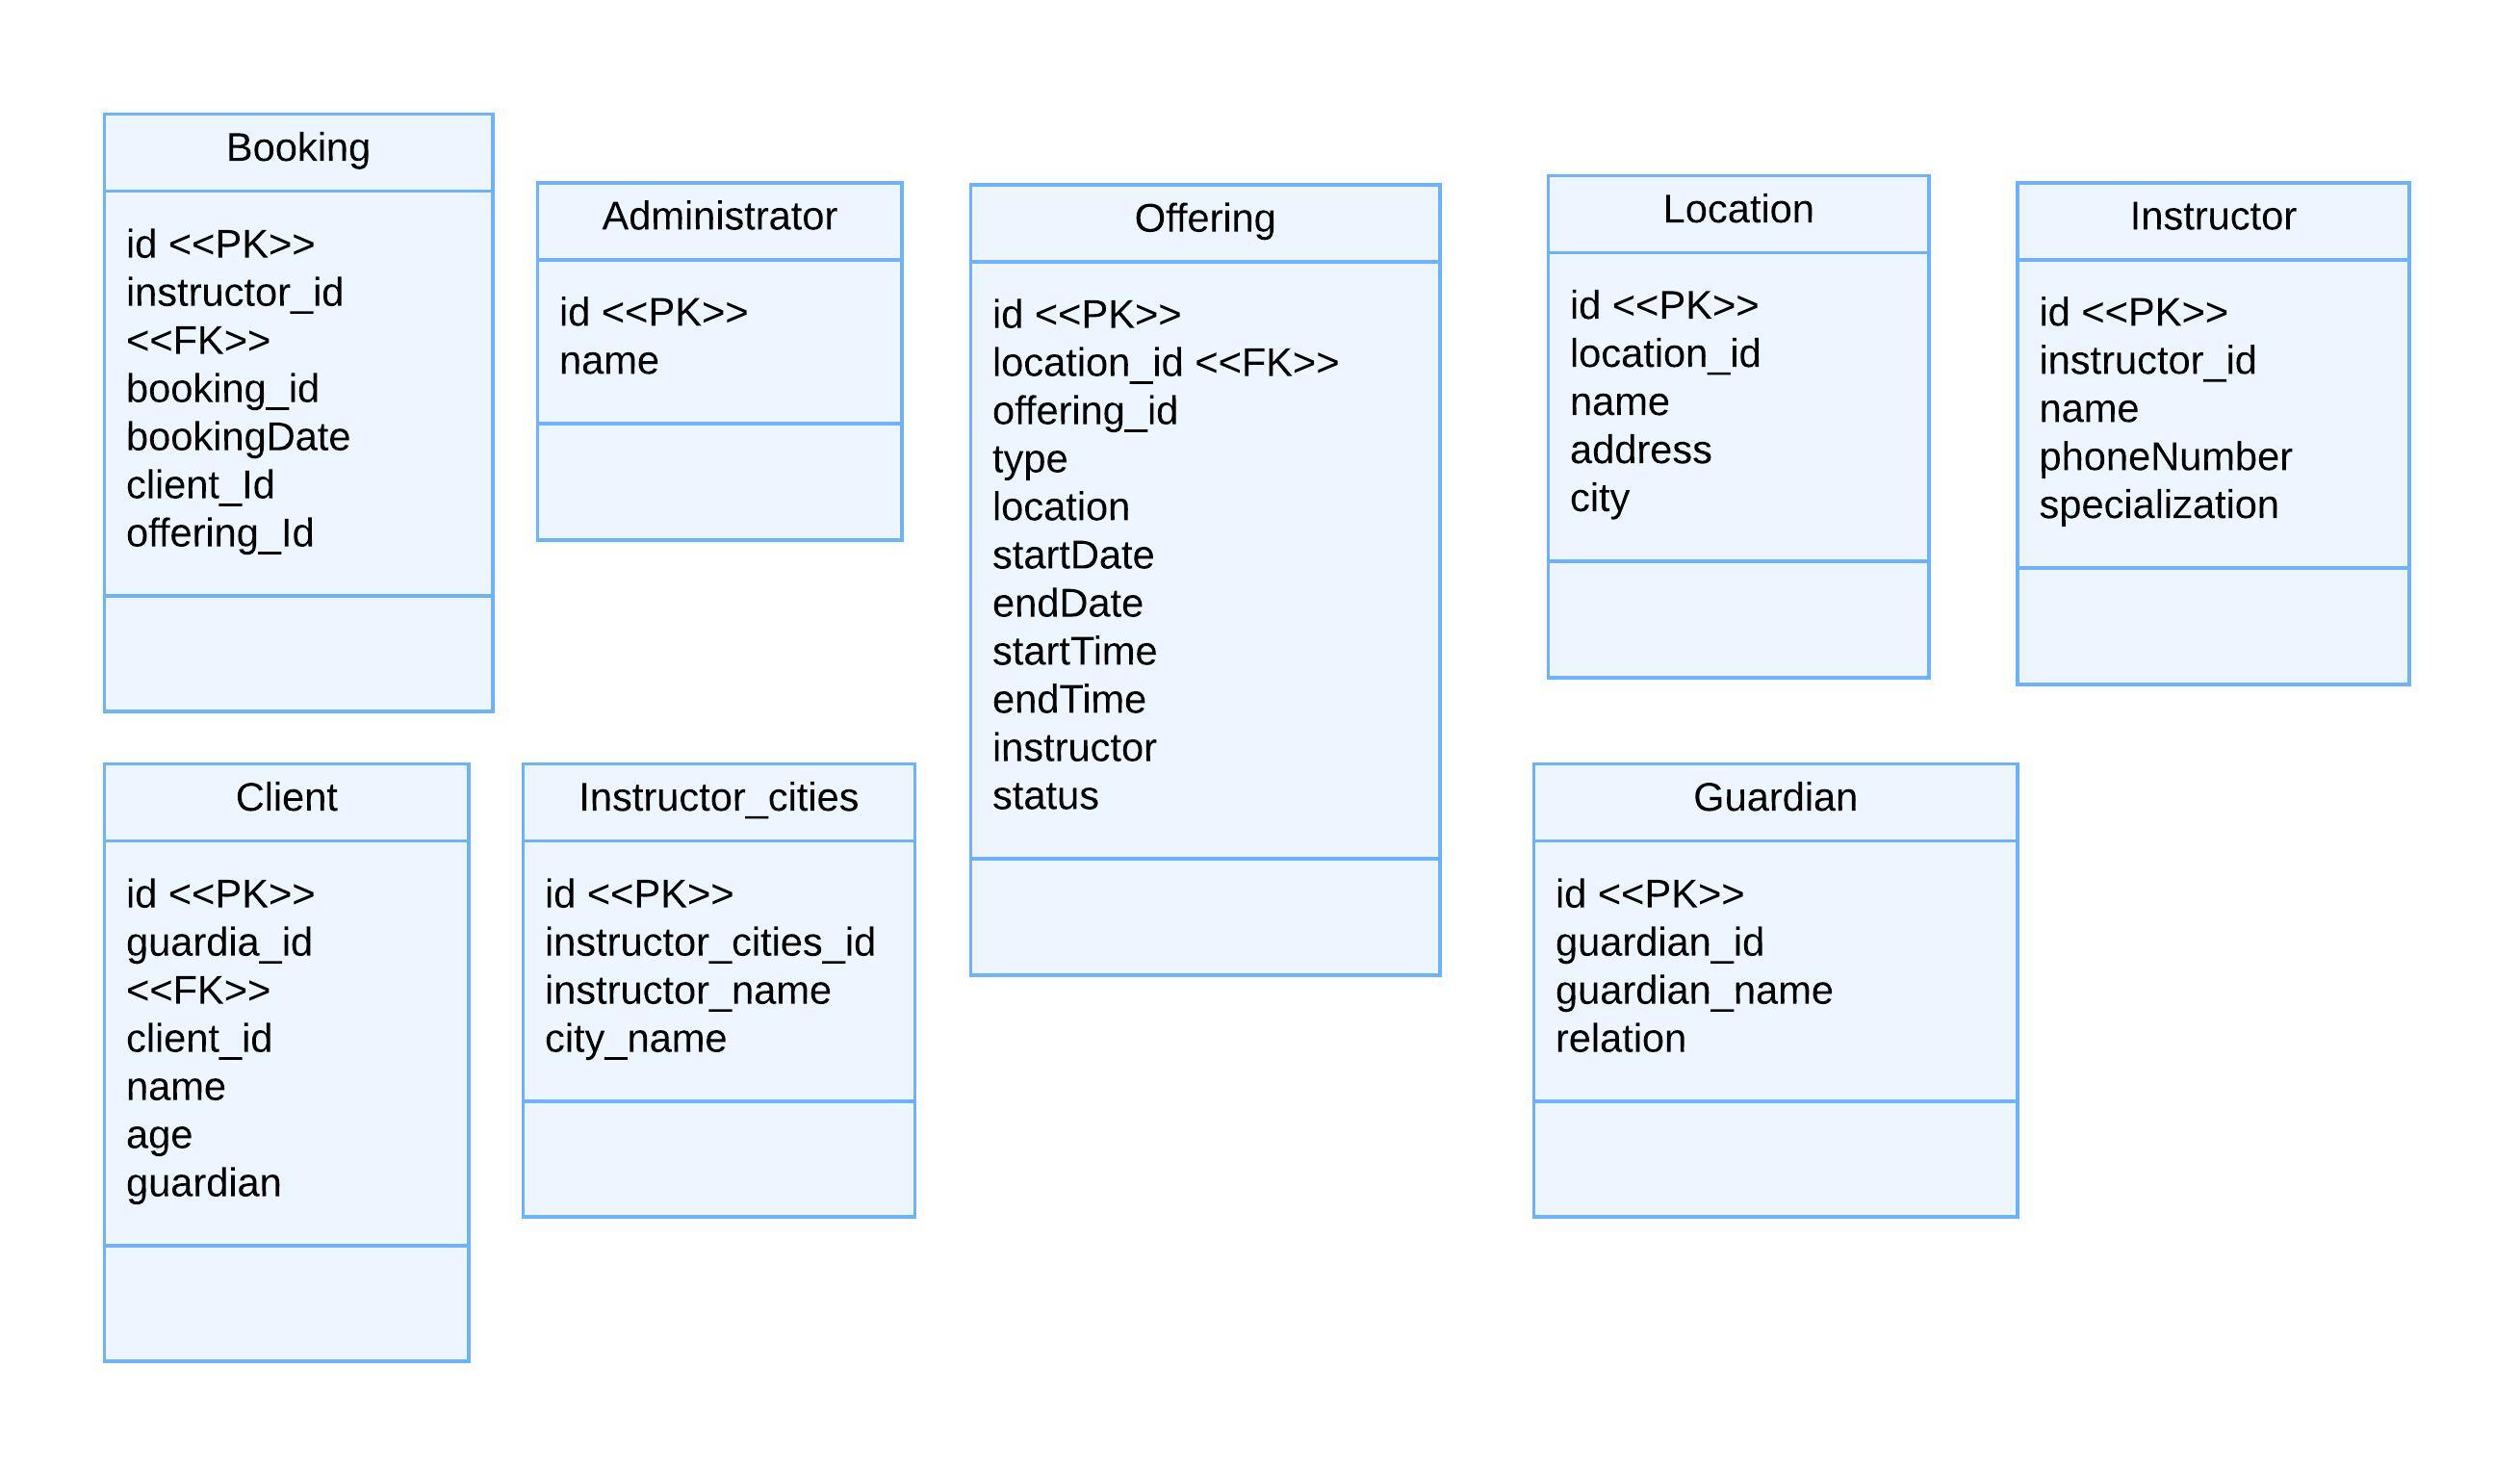 Booking
id <<PK>>
instructor_id
<<FK>>
booking_id
bookingDate
client_Id
offering_Id
Administrator
id <<PK>>
name
Offering
id <<PK>>
location_id <<FK>>
offering_id
type
location
startDate
endDate
startTime
endTime
instructor
status
Location
id <<PK>>
location_id
name
address
city
Instructor
id <<PK>>
instructor_id
name
phoneNumber
specialization
Client
id <<PK>>
guardia_id
<<FK>>
client_id
name
age
guardian
Instructor_cities
id <<PK>>
instructor_cities_id
instructor_name
city_name
Guardian
id <<PK>>
guardian_id
guardian_name
relation